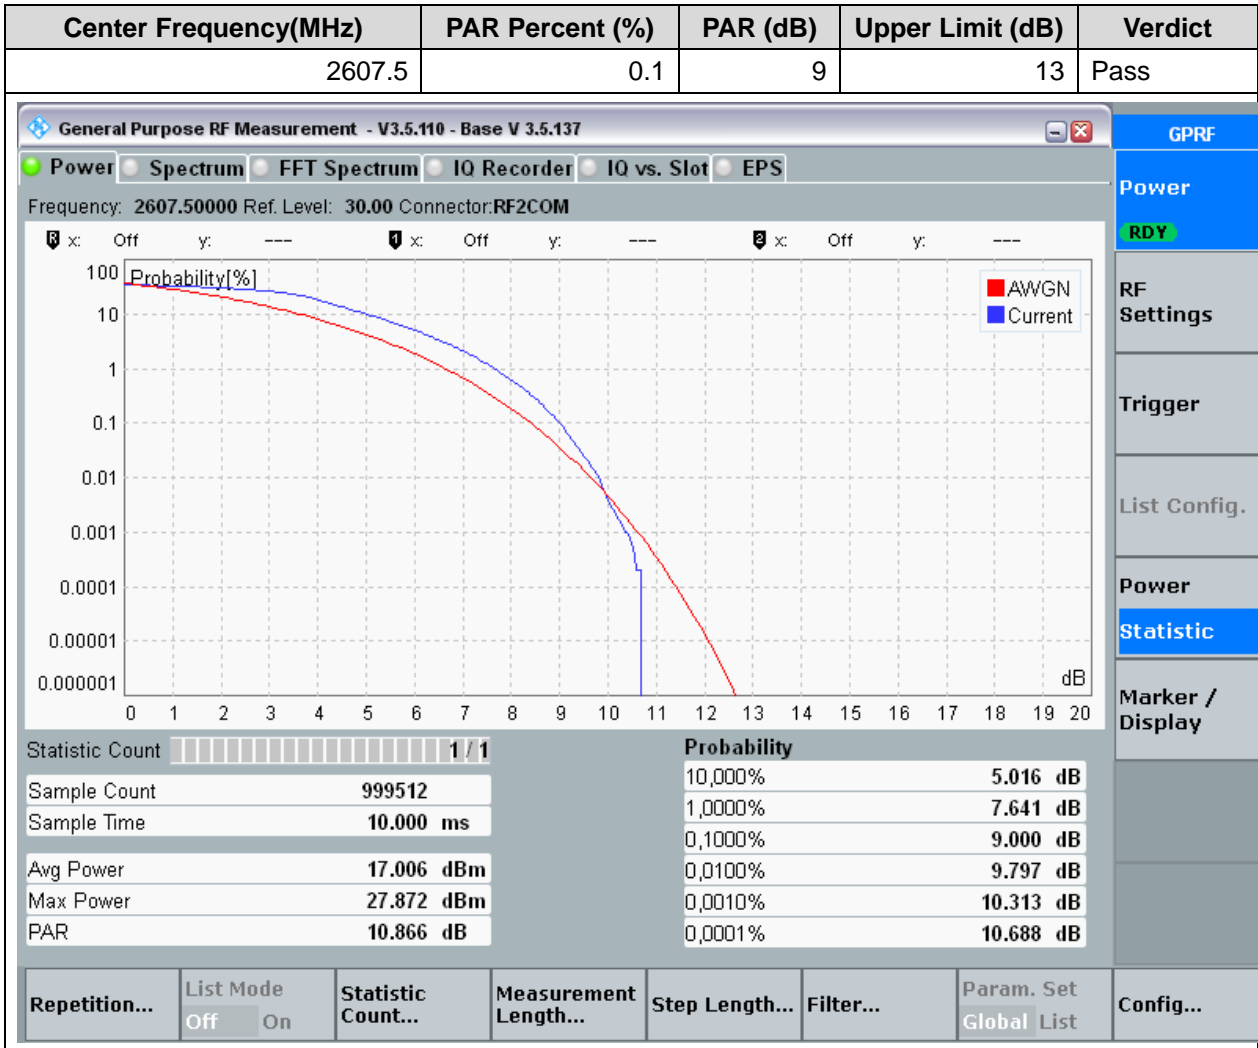 Center Frequency(MHz) PAR Percent (%) PAR (dB) Upper Limit (dB) Verdict
2607.5 0.1 9 13 Pass
General Purpose RF Measurement - V3.5.110 - Base V 3.5.137
GPRF
Power Spectrum FFT Spectrum IQ Recorder IQ vs. Slot EPS
Frequency: 2607.50000 Ref. Level: 30.00 Connector:RF2COM
R x: Off y: --- 1 x: Off y: --- 2 x: Off y: ---
Probability[%]
AWGN
Current
100
10
1
0.1
0.01
0.001
0.0001
0.00001
0.000001
dB
0 1 2 3 4 5 6 7 8 9 10 11 12 13 14 15 16 17 18 19 20
Statistic Count 1 / 1
Sample Count 999512
Sample Time 10.000 ms
Avg Power 17.006 dBm
Max Power 27.872 dBm
PAR 10.866 dB
Probability
10,000% 5.016 dB
1,0000% 7.641 dB
0,1000% 9.000 dB
0,0100% 9.797 dB
0,0010% 10.313 dB
0,0001% 10.688 dB
Power
RDY
RF
Settings
Trigger
List Config.
Power
Statistic
Marker /
Display
Repetition...
List Mode
Off On
Statistic
Count...
Measurement
Length...
Step Length...
Filter...
Param. Set
Global List
Config...